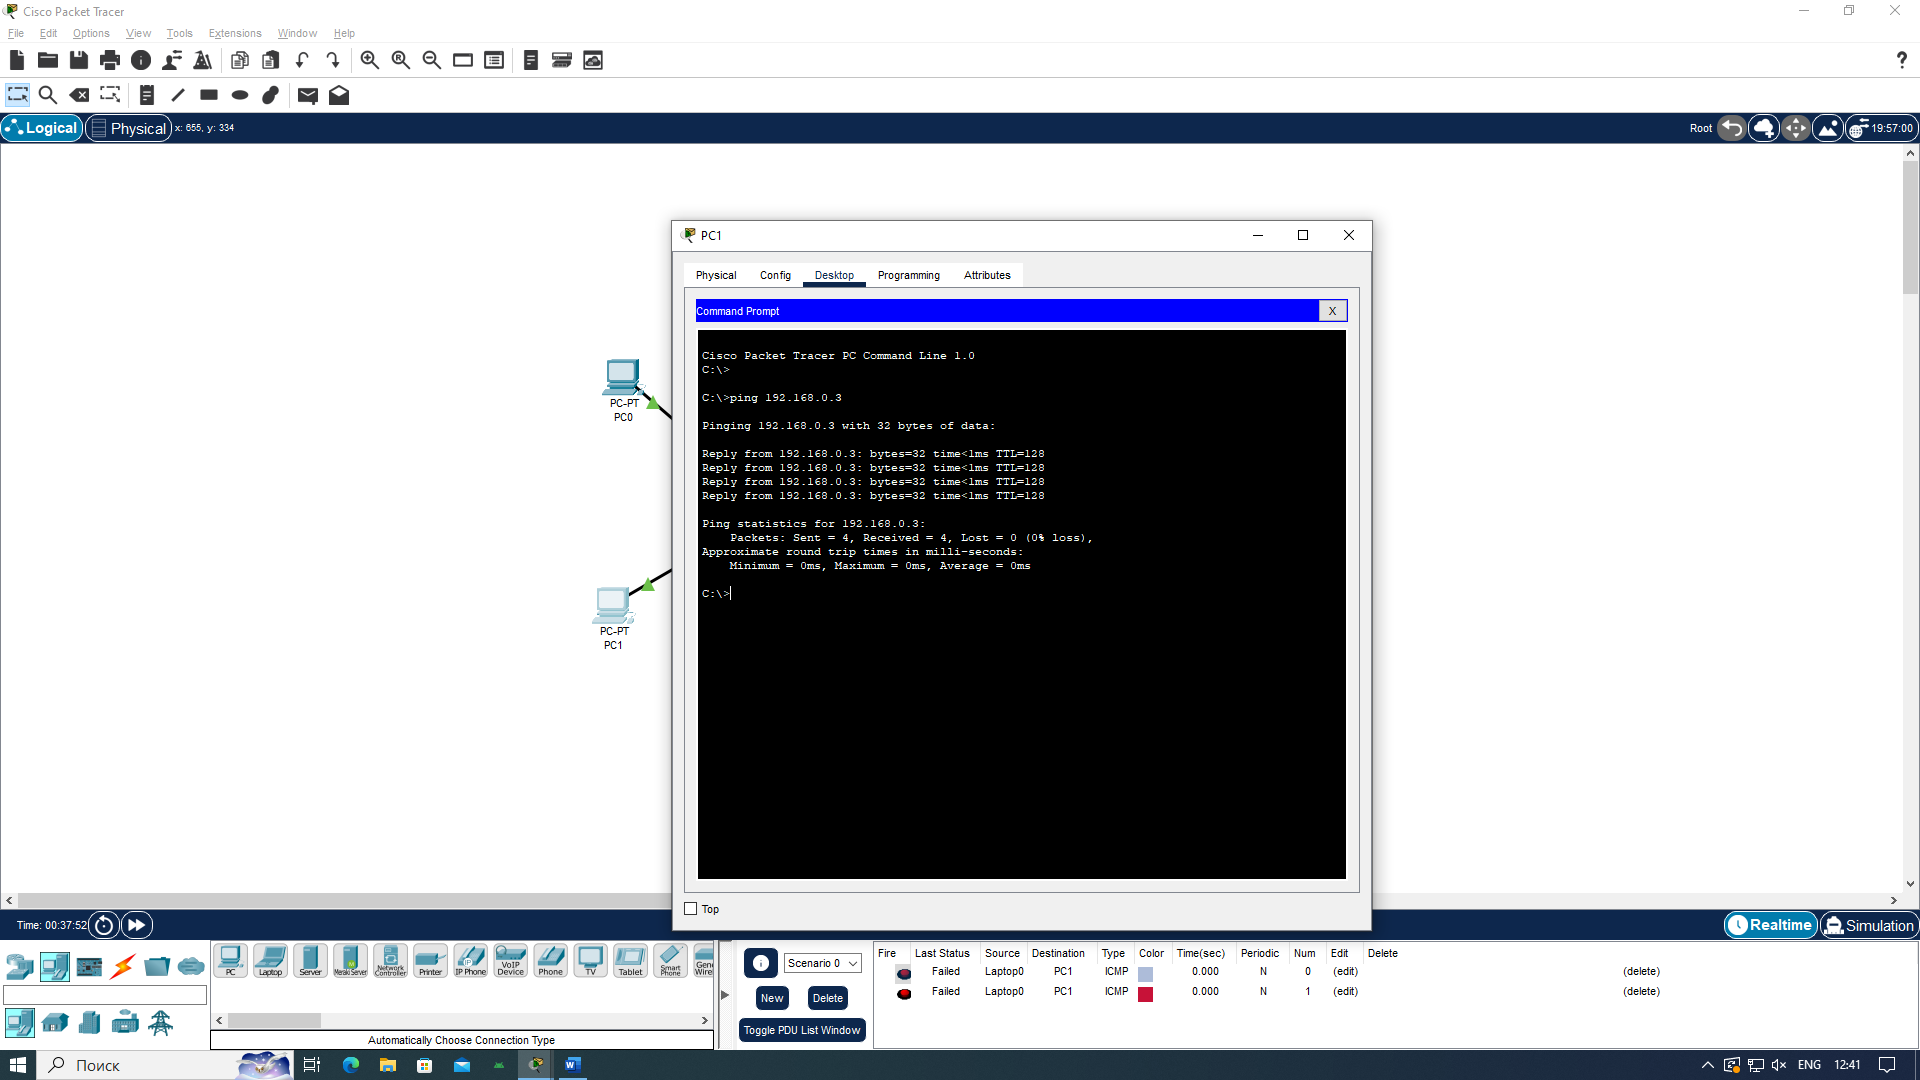 Cisco Packet Tracer
File Edit Options View Tools Extensions Window Help
Logical Physical x: 655, y: 334 Root 19:57:00
PC1
Physical Config Desktop Programming Attributes
Command Prompt X
Cisco Packet Tracer PC Command Line 1.0
C:\>
C:\>ping 192.168.0.3
Pinging 192.168.0.3 with 32 bytes of data:
Reply from 192.168.0.3: bytes=32 time<1ms TTL=128
Reply from 192.168.0.3: bytes=32 time<1ms TTL=128
Reply from 192.168.0.3: bytes=32 time<1ms TTL=128
Reply from 192.168.0.3: bytes=32 time<1ms TTL=128
Ping statistics for 192.168.0.3:
Packets: Sent = 4, Received = 4, Lost = 0 (0% loss),
Approximate round trip times in milli-seconds:
Minimum = 0ms, Maximum = 0ms, Average = 0ms
C:\>
PC-PT
PC0
PC-PT
PC1
Top
Time: 00:37:52 Realtime Simulation
PC Laptop Server Meraki Server Network Controller Printer IP Phone VoIP Device Phone TV Tablet Smart Phone
Automatically Choose Connection Type
Scenario 0
New Delete
Toggle PDU List Window
Fire Last Status Source Destination Type Color Time(sec) Periodic Num Edit Delete
Failed Laptop0 PC1 ICMP 0.000 N 0 (edit) (delete)
Failed Laptop0 PC1 ICMP 0.000 N 1 (edit) (delete)
Поиск ENG 12:41